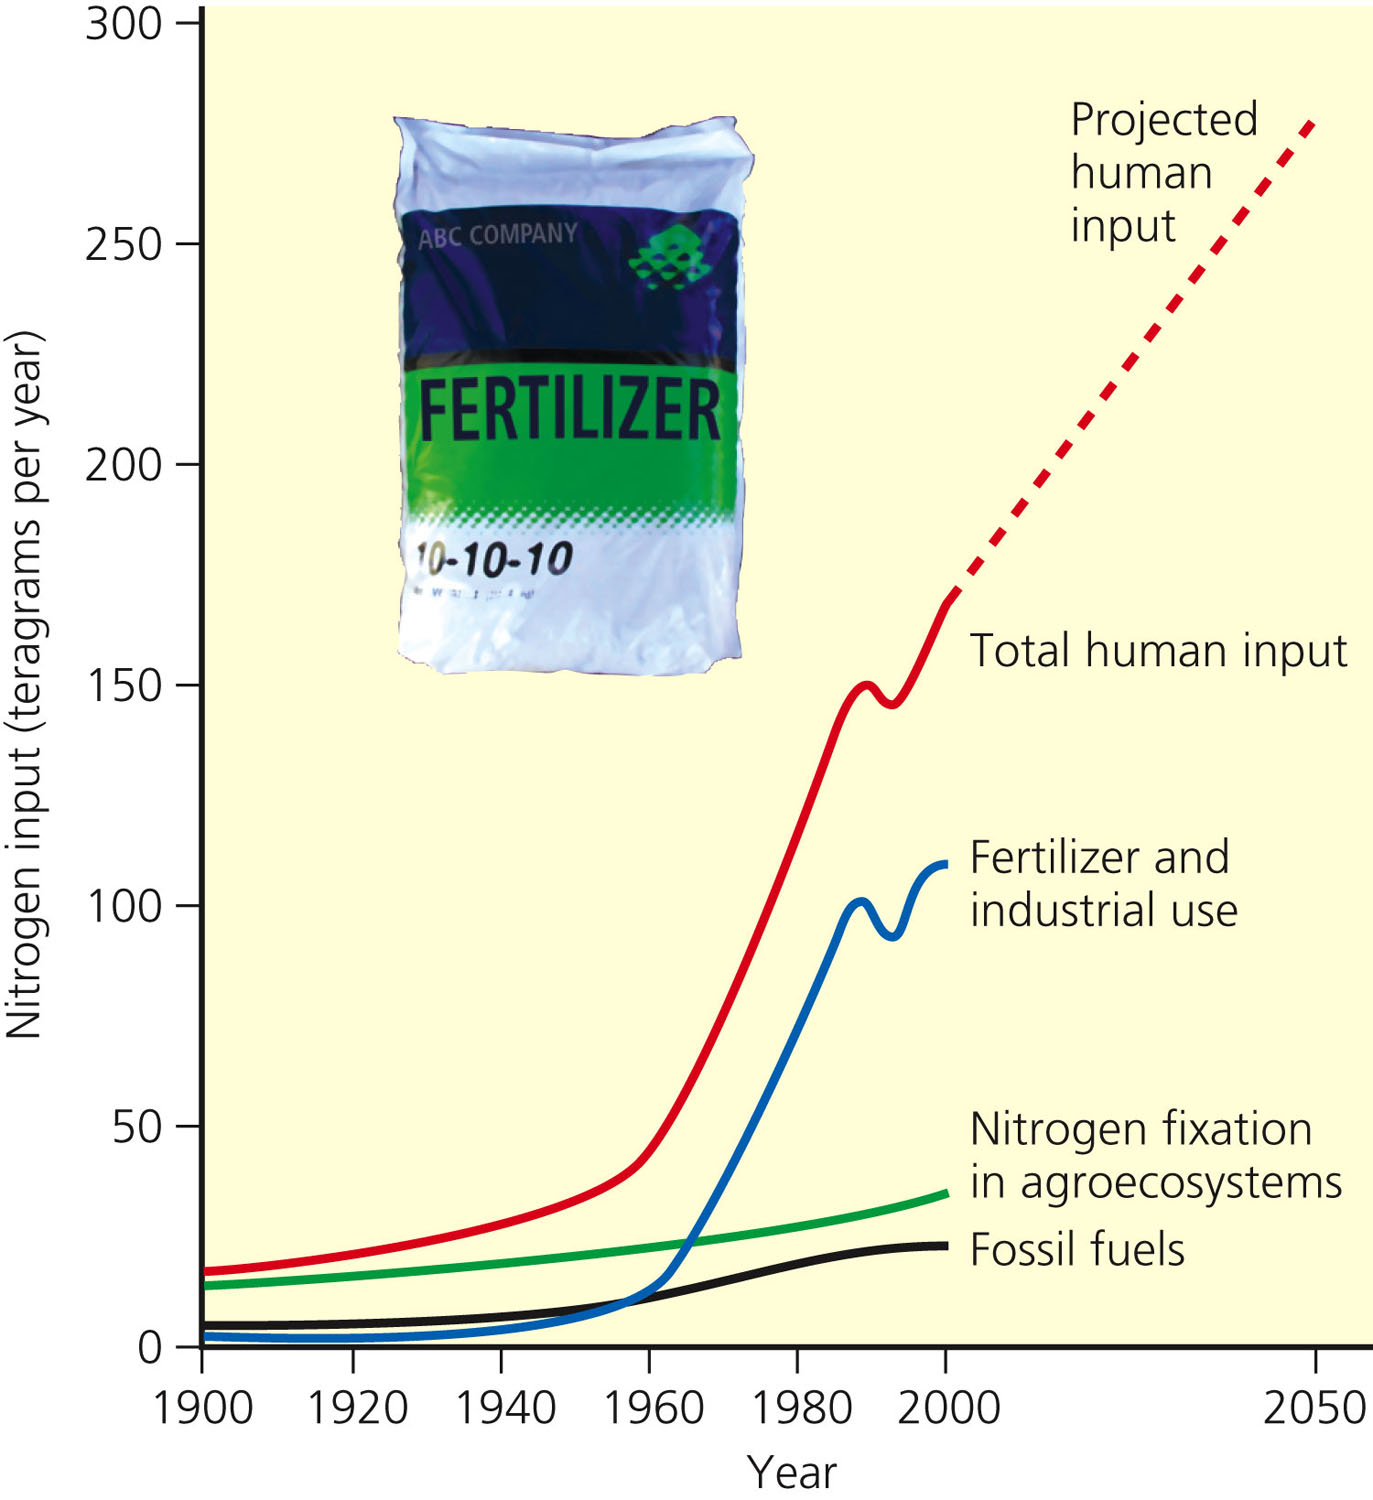 300
250
200
150
100
50
0
Nitrogen input (teragrams per year)
1900
1920
1940
1960
1980
2000
2050
Year
ABC COMPANY
FERTILIZER
10-10-10
Projected
human
input
Total human input
Fertilizer and
industrial use
Nitrogen fixation
in agroecosystems
Fossil fuels